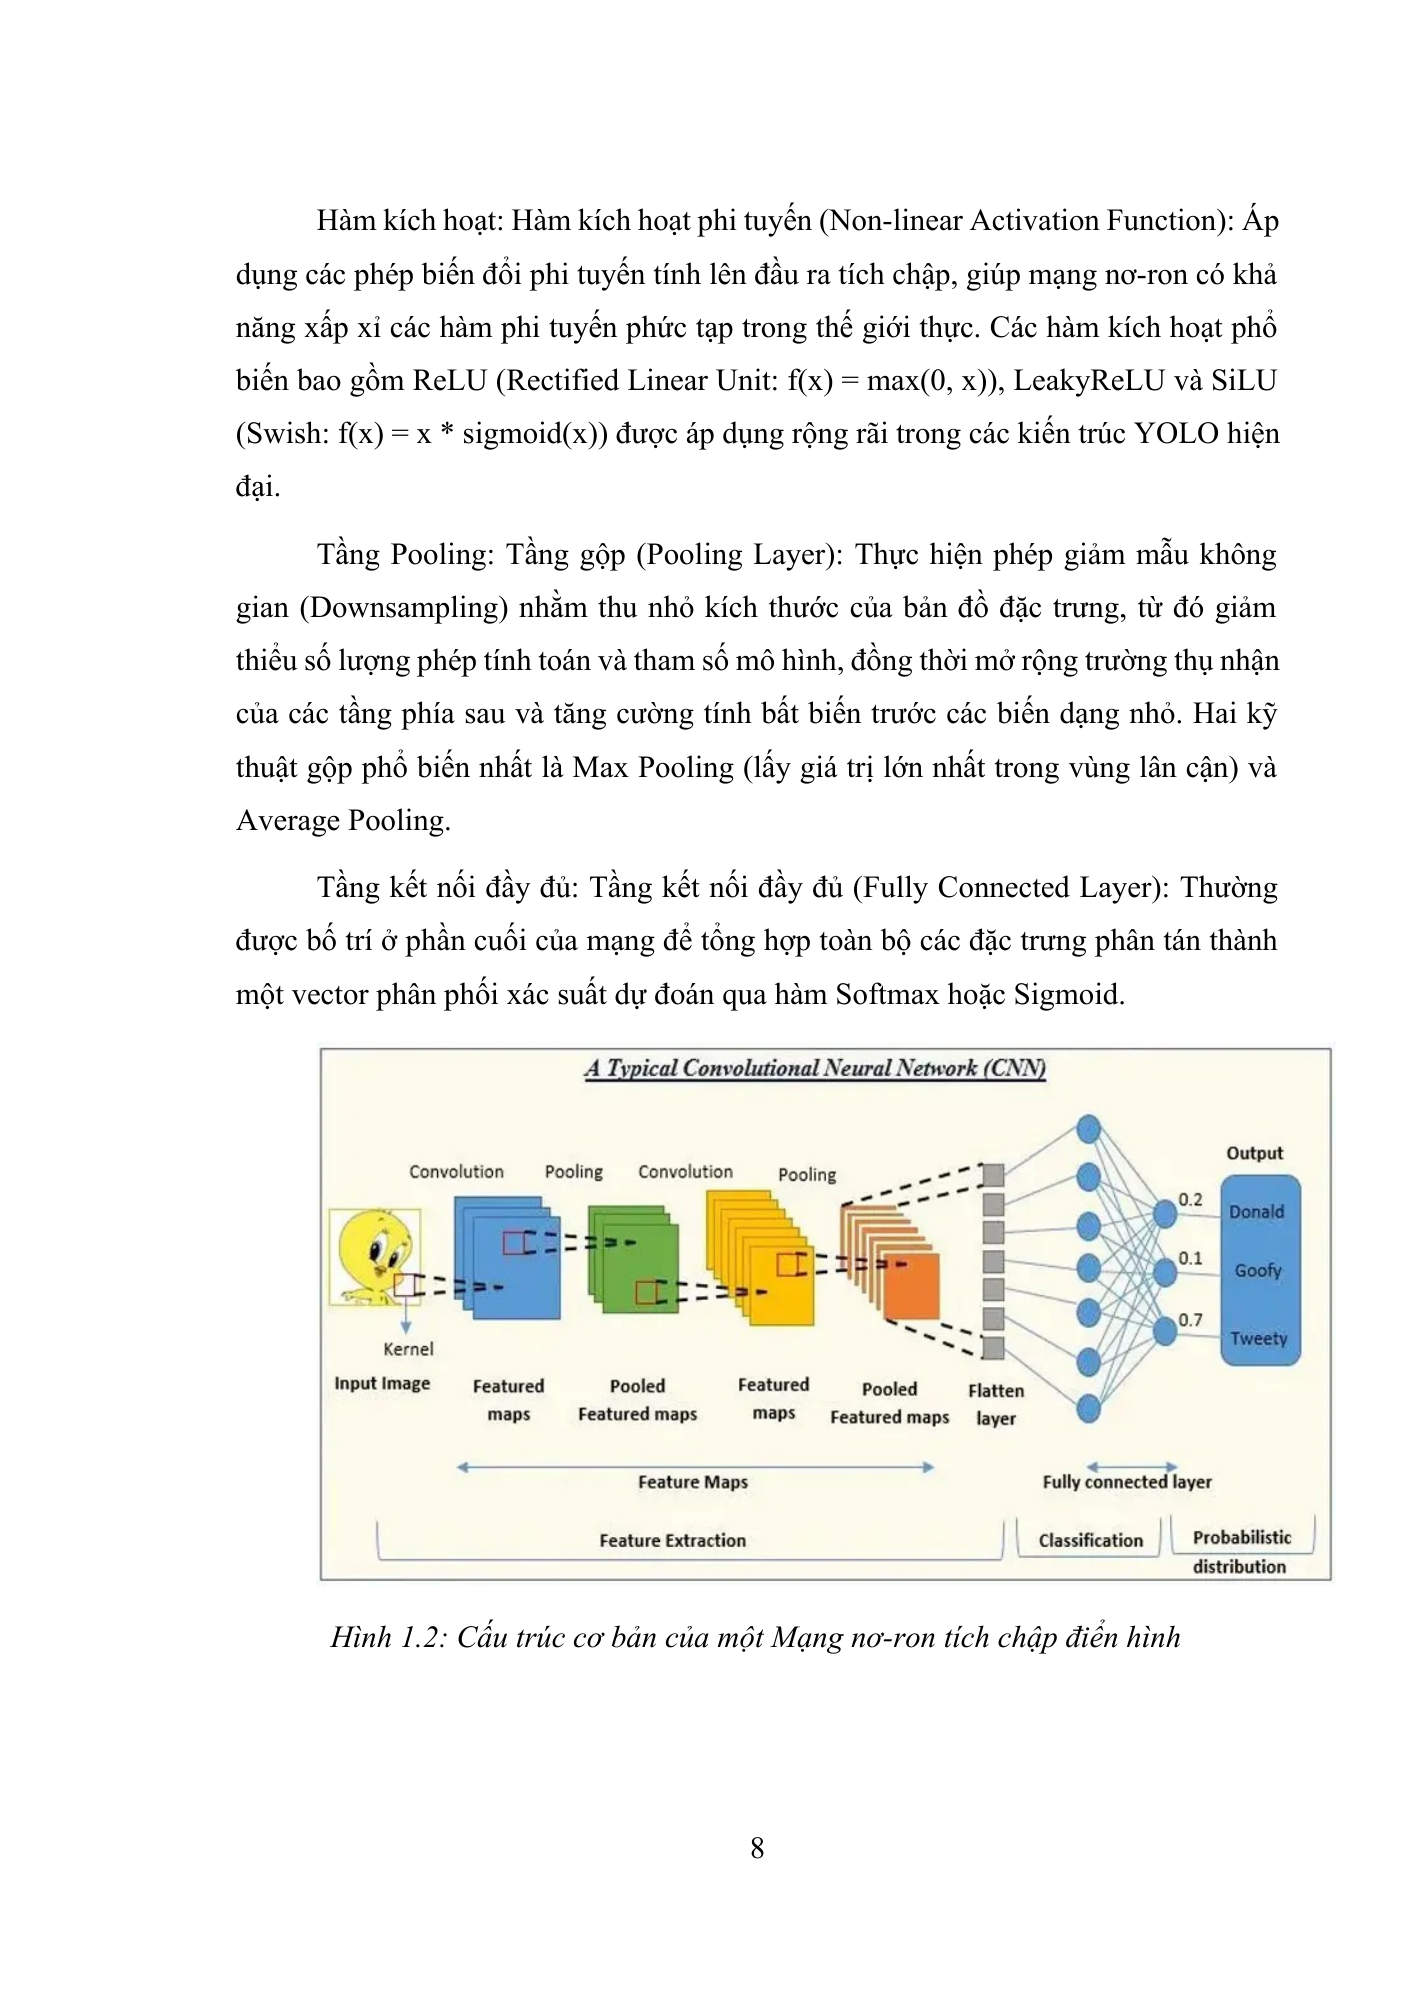 Hàm kích hoạt: Hàm kích hoạt phi tuyến (Non-linear Activation Function): Áp
dụng các phép biến đổi phi tuyến tính lên đầu ra tích chập, giúp mạng nơ-ron có khả
năng xấp xỉ các hàm phi tuyến phức tạp trong thế giới thực. Các hàm kích hoạt phổ
biến bao gồm ReLU (Rectified Linear Unit: f(x) = max(0, x)), LeakyReLU và SiLU
(Swish: f(x) = x * sigmoid(x)) được áp dụng rộng rãi trong các kiến trúc YOLO hiện
đại.
Tầng Pooling: Tầng gộp (Pooling Layer): Thực hiện phép giảm mẫu không
gian (Downsampling) nhằm thu nhỏ kích thước của bản đồ đặc trưng, từ đó giảm
thiểu số lượng phép tính toán và tham số mô hình, đồng thời mở rộng trường thụ nhận
của các tầng phía sau và tăng cường tính bất biến trước các biến dạng nhỏ. Hai kỹ
thuật gộp phổ biến nhất là Max Pooling (lấy giá trị lớn nhất trong vùng lân cận) và
Average Pooling.
Tầng kết nối đầy đủ: Tầng kết nối đầy đủ (Fully Connected Layer): Thường
được bố trí ở phần cuối của mạng để tổng hợp toàn bộ các đặc trưng phân tán thành
một vector phân phối xác suất dự đoán qua hàm Softmax hoặc Sigmoid.
A Typical Convolutional Neural Network (CNN)
Convolution Pooling Convolution Pooling
Output
0.2 Donald
0.1 Goofy
0.7 Tweety
Kernel
Input Image
Featured
maps
Pooled
Featured maps
Featured
maps
Pooled
Featured maps
Flatten
layer
Feature Maps
Fully connected layer
Feature Extraction
Classification
Probabilistic
distribution
Hình 1.2: Cấu trúc cơ bản của một Mạng nơ-ron tích chập điển hình
8